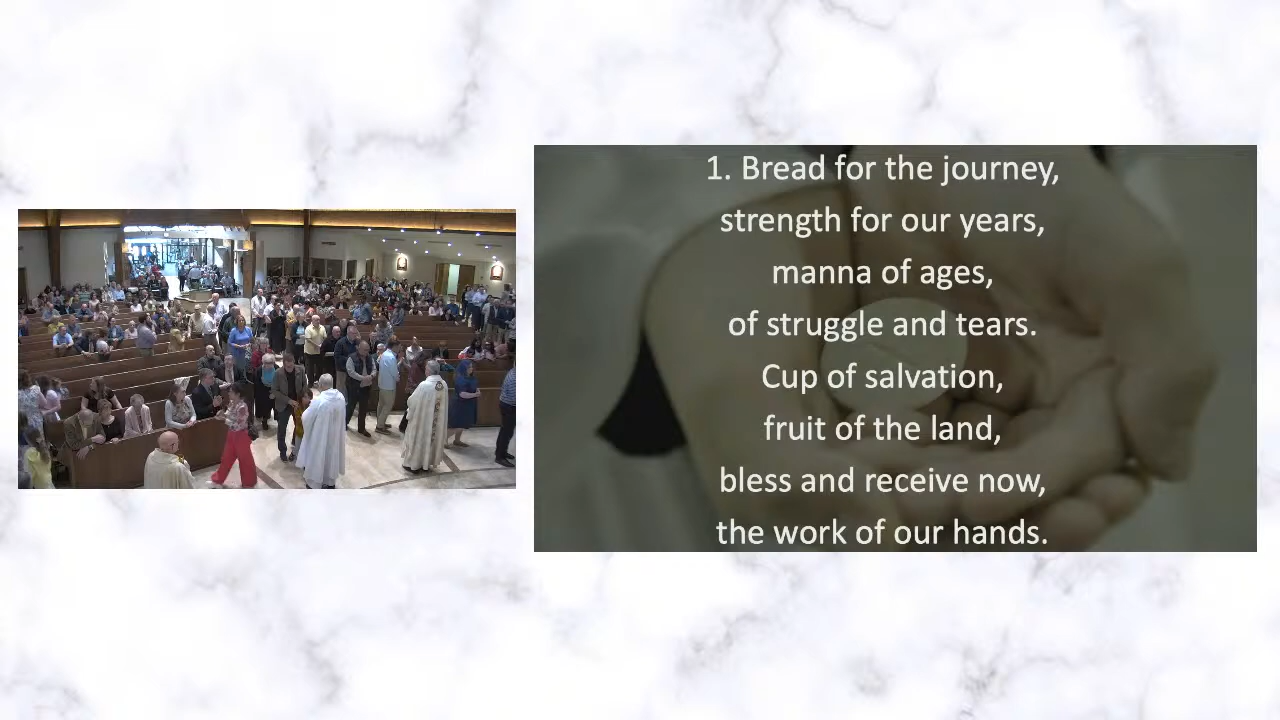 1. Bread for the journey,
strength for our years,
manna of ages,
of struggle and tears.
Cup of salvation,
fruit of the land,
bless and receive now,
the work of our hands.